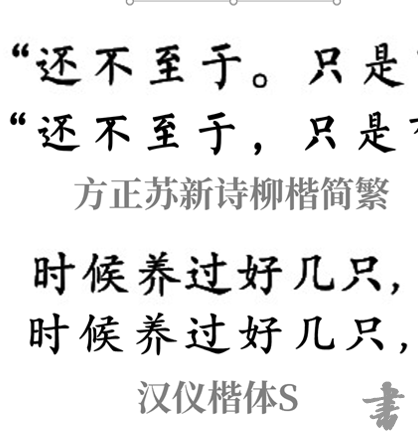 “还不至于。只是
“还不至于，只是
方正苏新诗柳楷简繁
时候养过好几只,
时候养过好几只,
汉仪楷体S
書